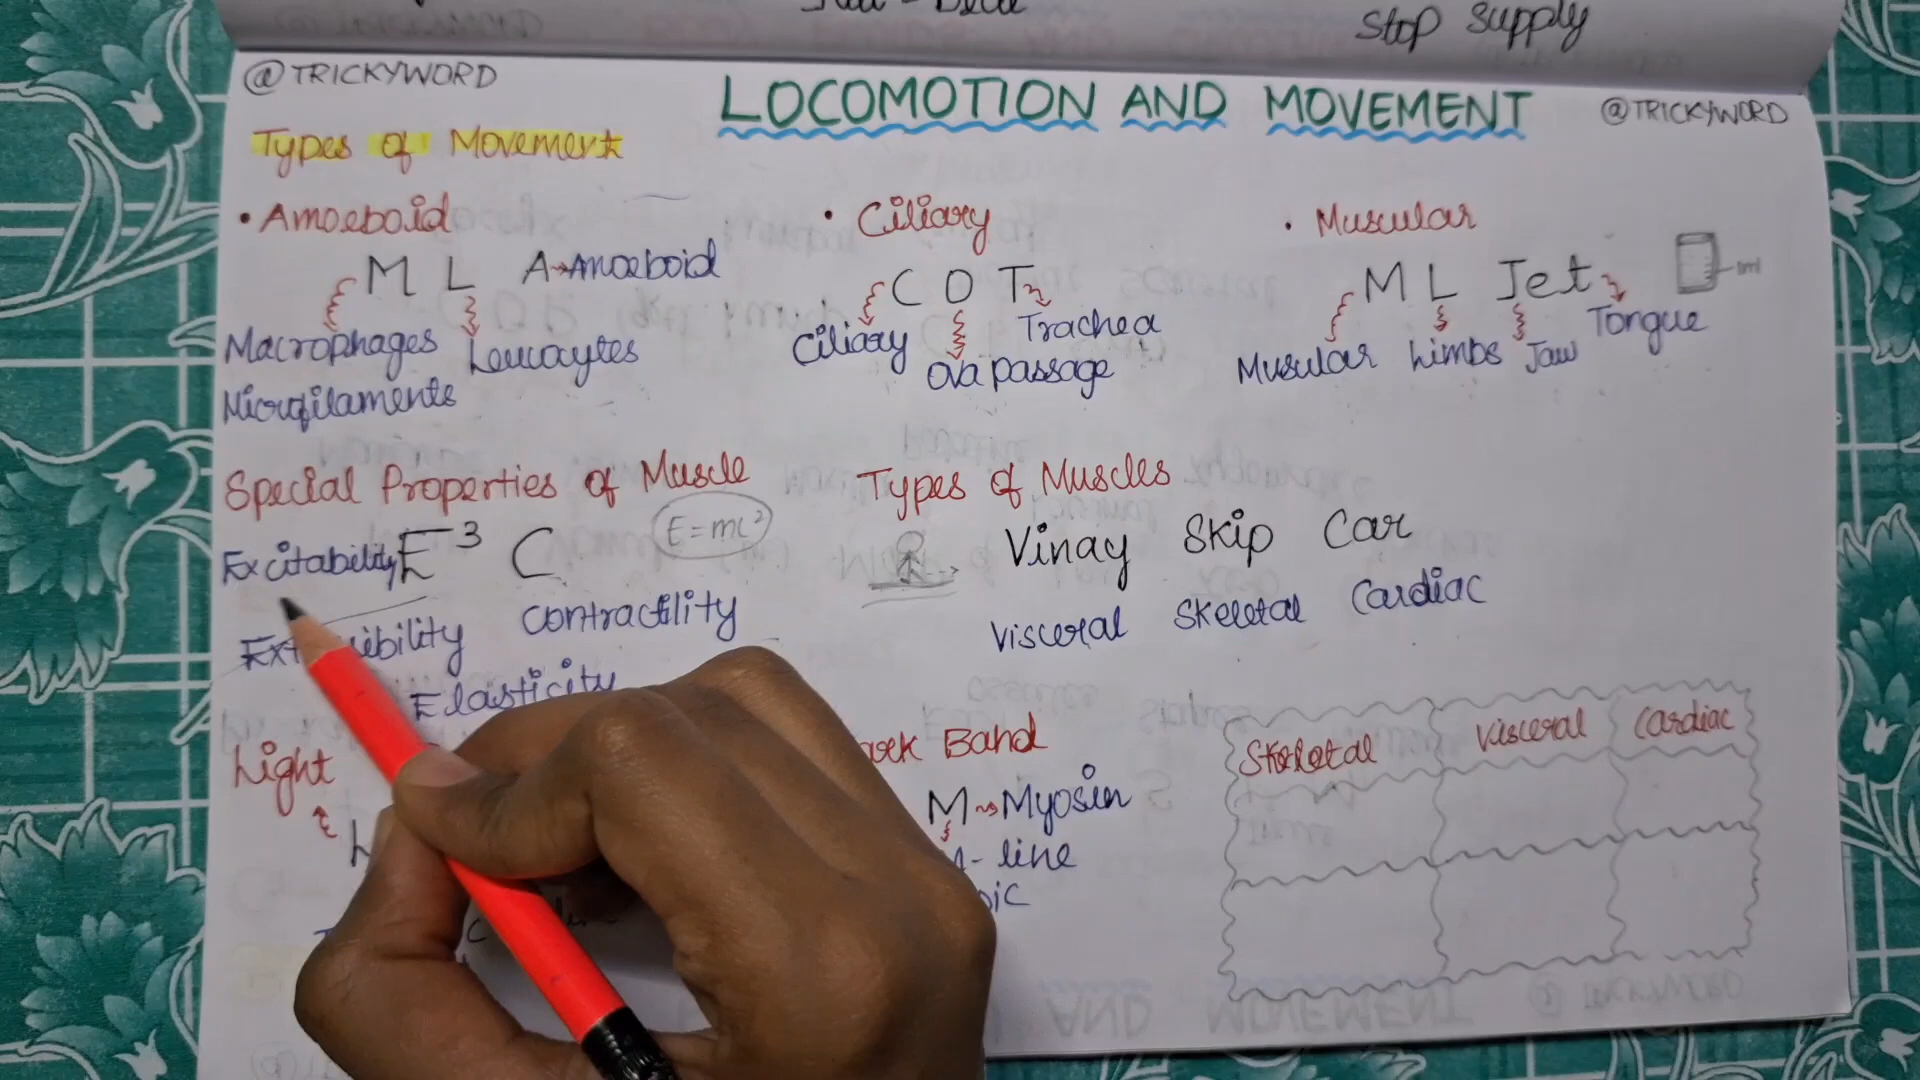 Stop Supply
@TRICKYWORD
LOCOMOTION AND MOVEMENT
@TRICKYWORD
Types of Movement
• Amoeboid
M L A→Amoeboid
Macrophages Leucocytes
Microfilaments
• Ciliary
C O T
Ciliary Ova passage Trachea
• Muscular
M L Jet
1ml
Muscular Limbs Jaw Tongue
Special Properties of Muscle
Excitability E³ C E=mc²
Contractility
Elasticity
Types of Muscles
Vinay Skip Car
Visceral Skeletal Cardiac
Light
Band
M→Myosin
line
Skeletal Visceral Cardiac